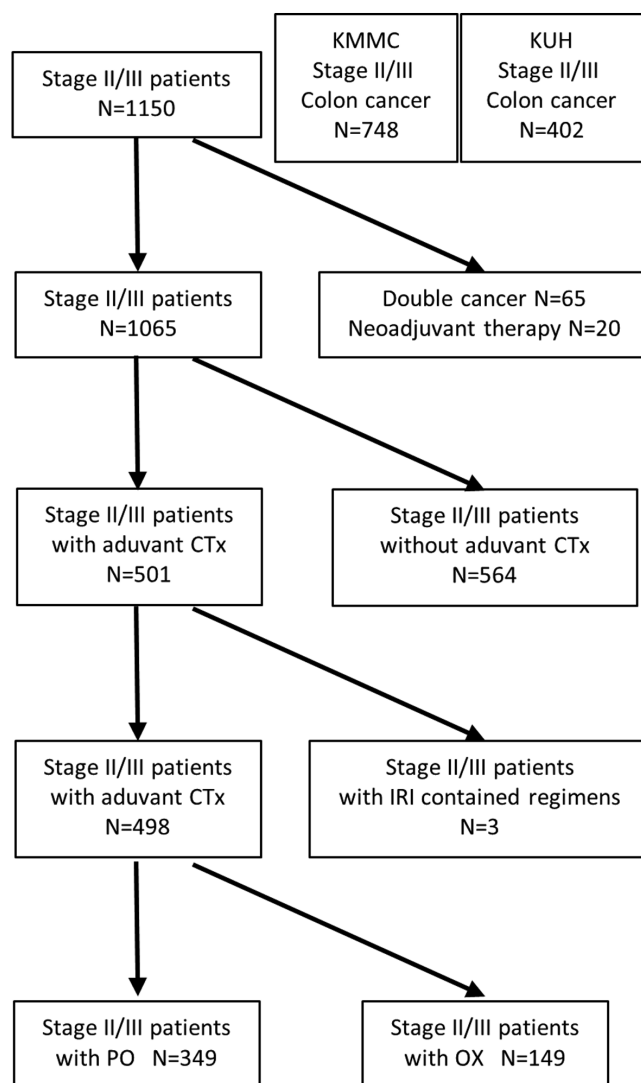 Stage II/III patients
N=1150
KMMC
Stage II/III
Colon cancer
N=748
KUH
Stage II/III
Colon cancer
N=402
Stage II/III patients
N=1065
Double cancer N=65
Neoadjuvant therapy N=20
Stage II/III patients
with aduvant CTx
N=501
Stage II/III patients
without aduvant CTx
N=564
Stage II/III patients
with aduvant CTx
N=498
Stage II/III patients
with IRI contained regimens
N=3
Stage II/III patients
with PO N=349
Stage II/III patients
with OX N=149